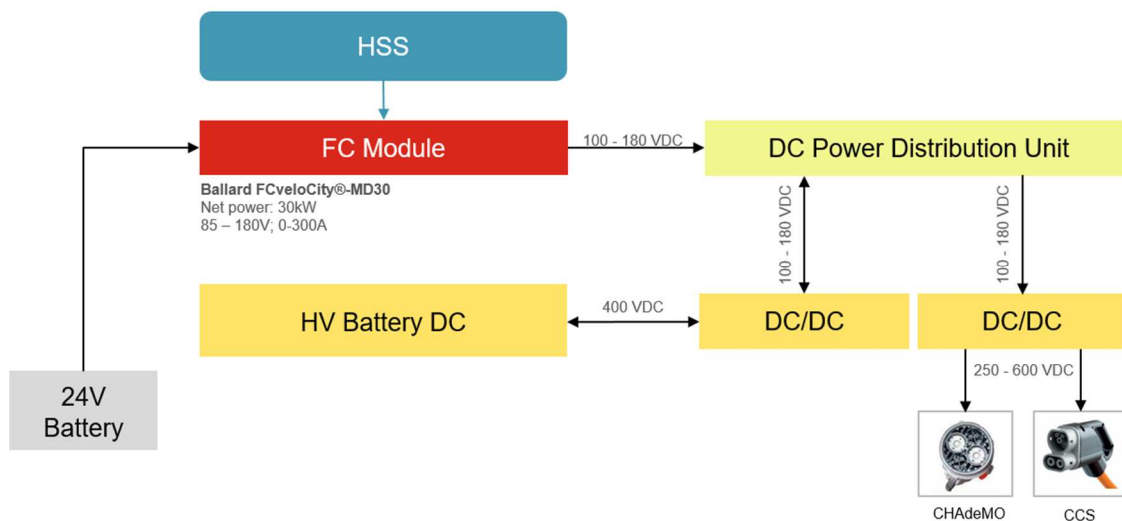 HSS
FC Module
100 - 180 VDC
DC Power Distribution Unit
Ballard FCveloCity®-MD30
Net power: 30kW
85 – 180V; 0-300A
100 - 180 VDC
100 - 180 VDC
HV Battery DC
400 VDC
DC/DC
DC/DC
250 - 600 VDC
24V
Battery
CHAdeMO
CCS